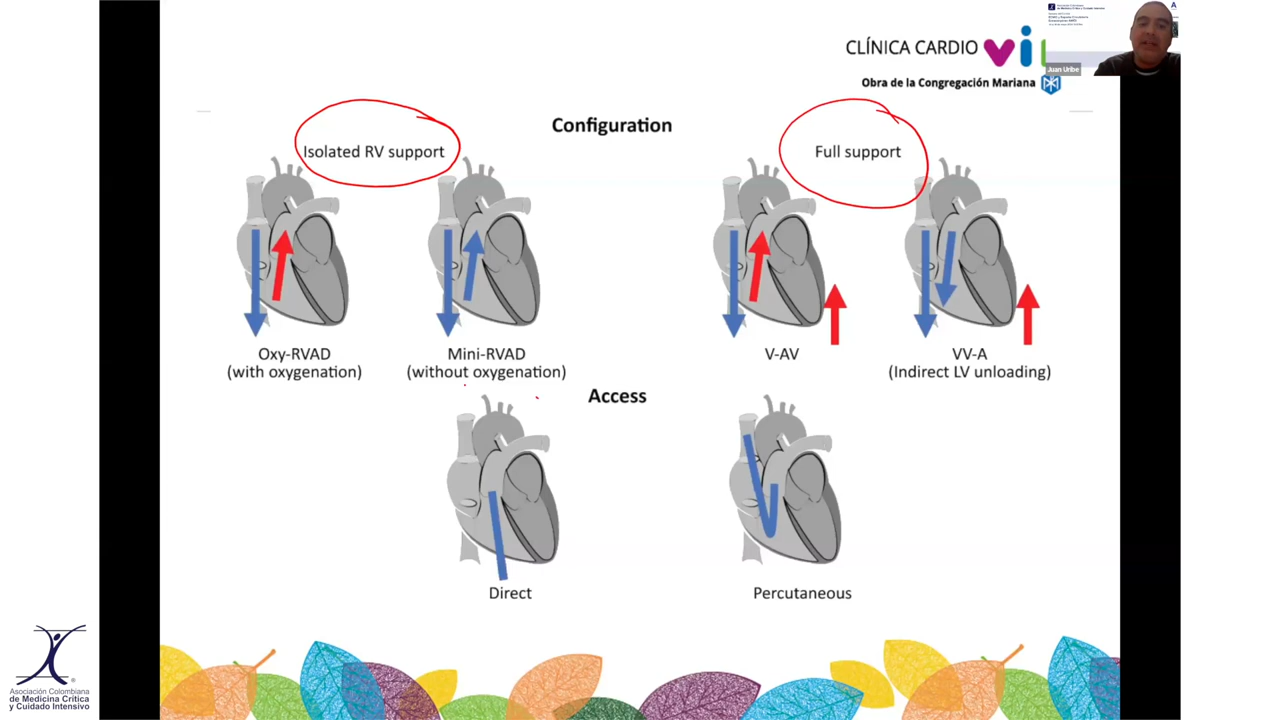 CLÍNICA CARDIO
Obra de la Congregación Mariana
Juan Uribe
Configuration
Isolated RV support
Full support
Oxy-RVAD
(with oxygenation)
Mini-RVAD
(without oxygenation)
V-AV
VV-A
(Indirect LV unloading)
Access
Direct
Percutaneous
Asociación Colombiana
de Medicina Crítica
y Cuidado Intensivo